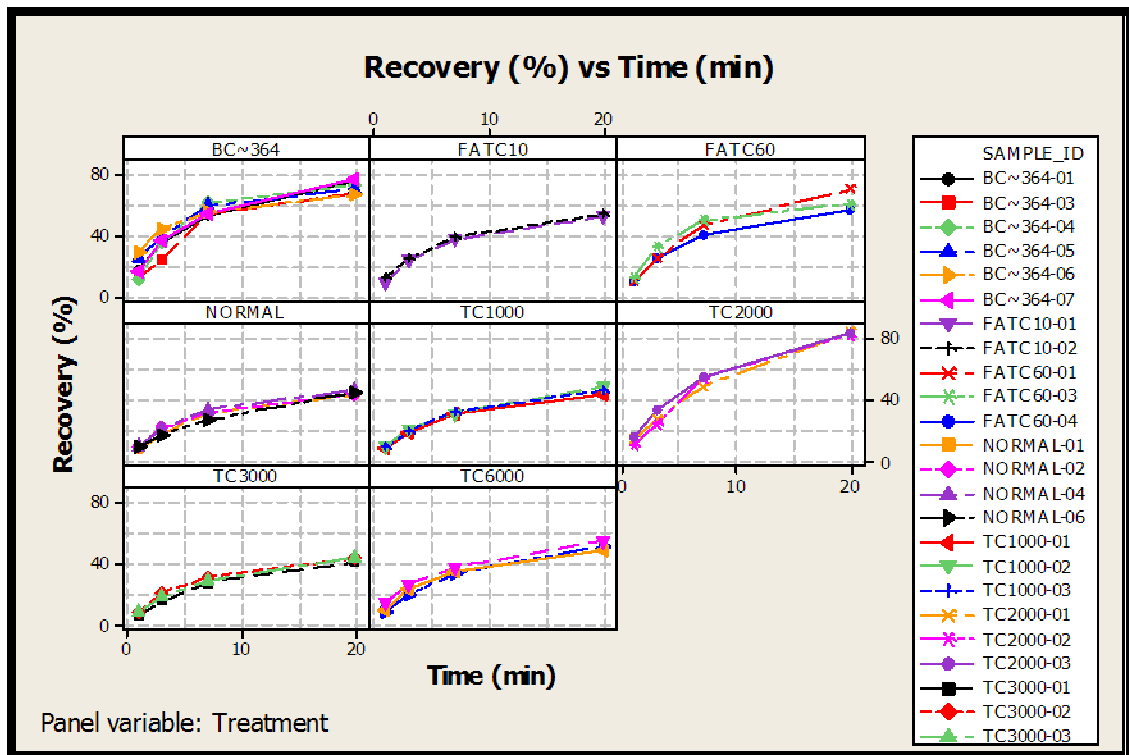 Recovery (%) vs Time (min)
0 10 20
BC~364 FATC10 FATC60
80
40
0
NORMAL TC1000 TC2000
80
40
0
TC3000 TC6000
0 10 20
80
40
0
0 10 20
Recovery (%)
Time (min)
Panel variable: Treatment
SAMPLE_ID
BC~364-01
BC~364-03
BC~364-04
BC~364-05
BC~364-06
BC~364-07
FATC10-01
FATC10-02
FATC60-01
FATC60-03
FATC60-04
NORMAL-01
NORMAL-02
NORMAL-04
NORMAL-06
TC1000-01
TC1000-02
TC1000-03
TC2000-01
TC2000-02
TC2000-03
TC3000-01
TC3000-02
TC3000-03